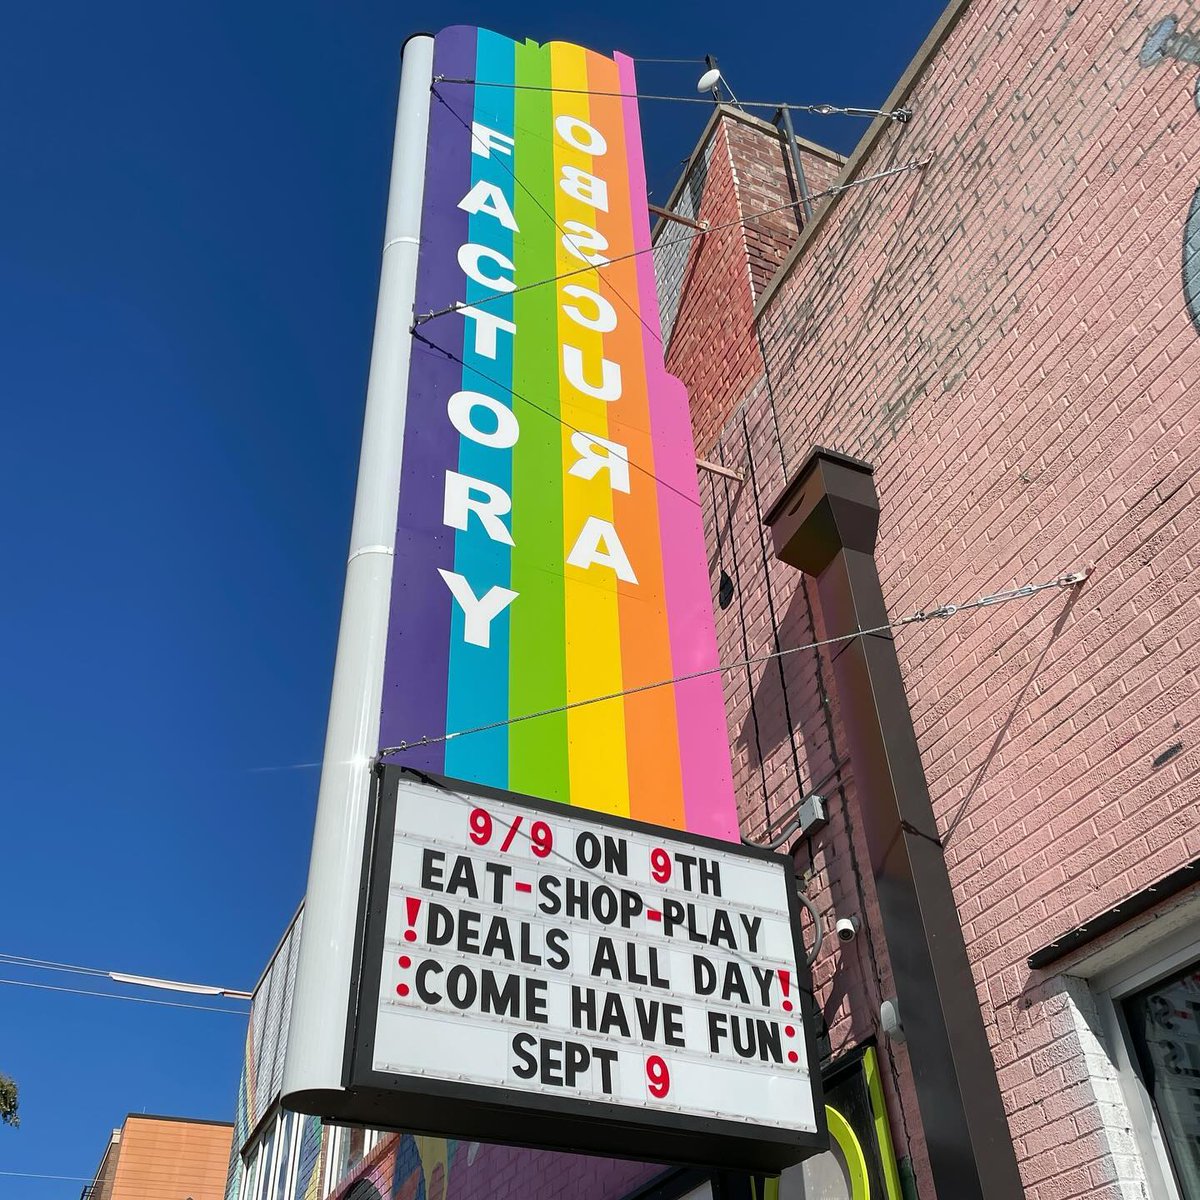 FACTORY
OBSCURA
9/9 ON 9TH
EAT-SHOP-PLAY
!DEALS ALL DAY!
:COME HAVE FUN:
SEPT 9